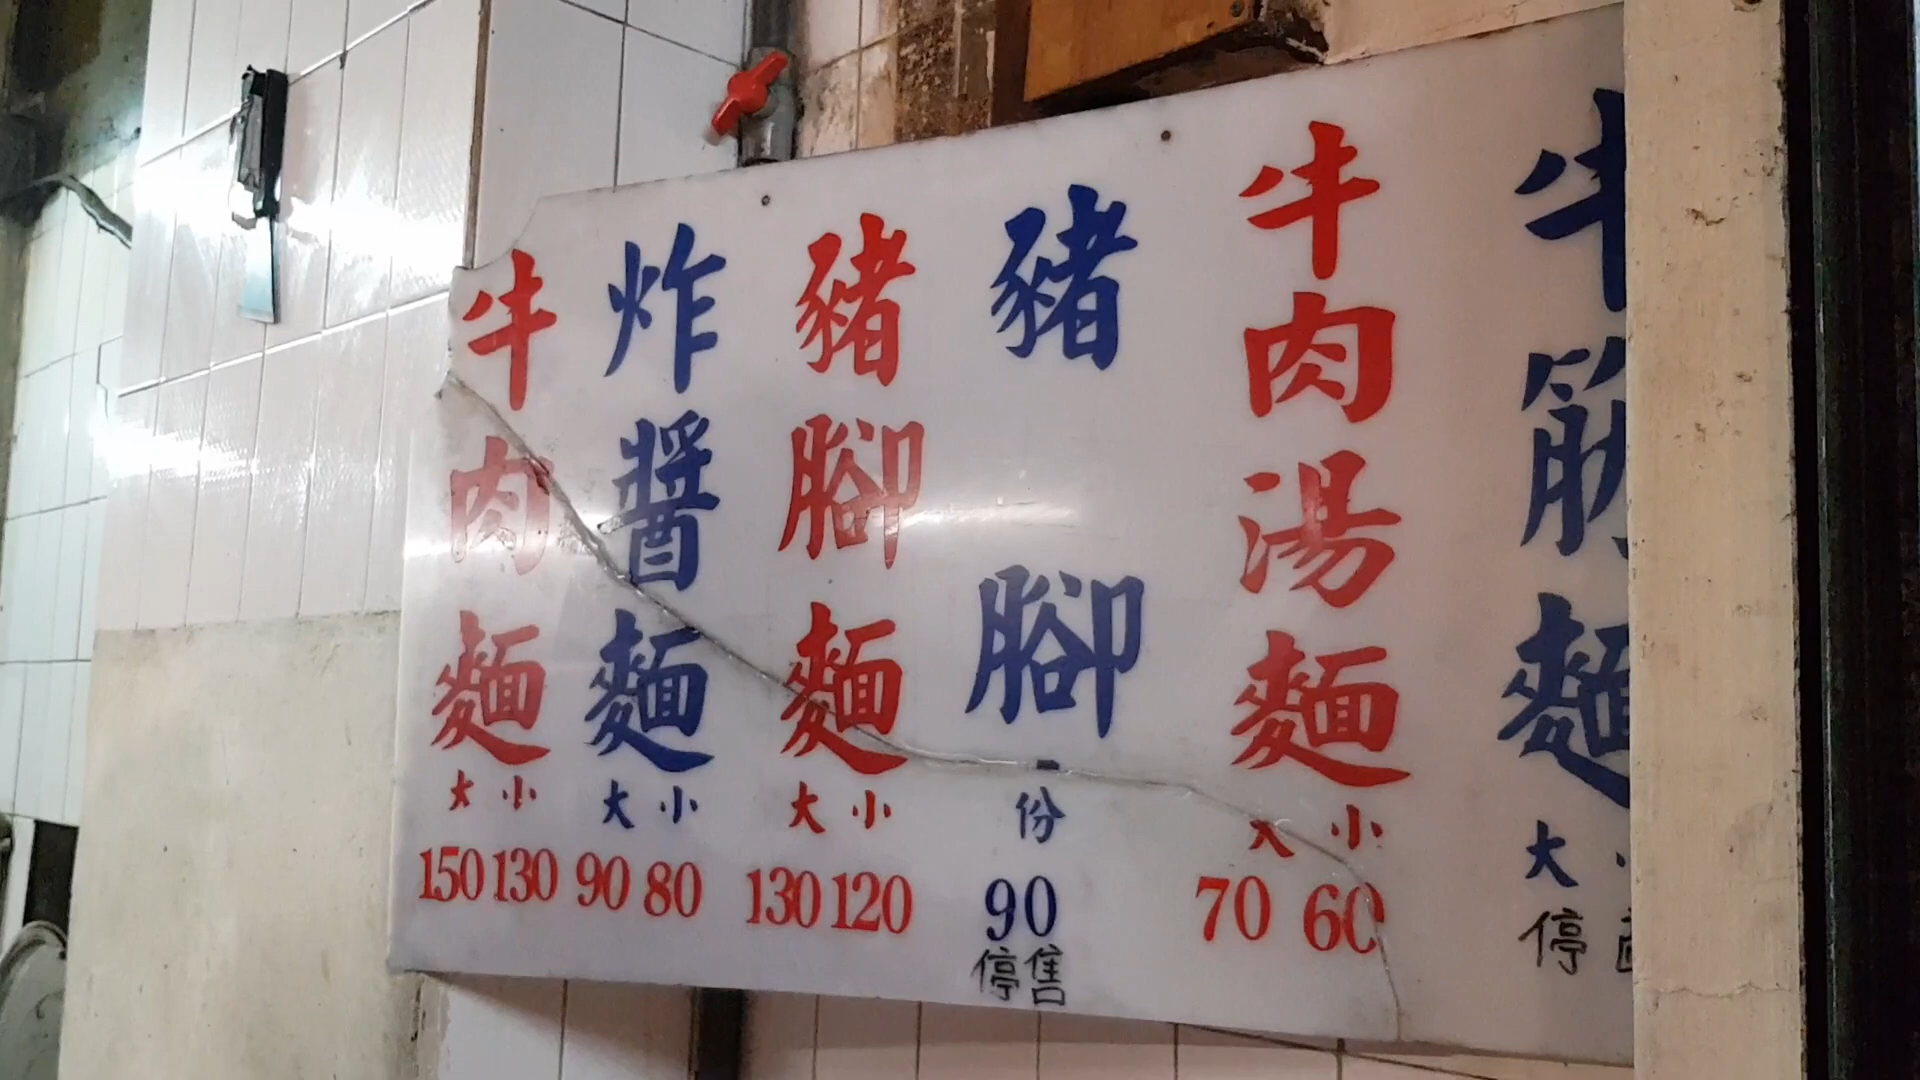 牛肉麵
大 小
150 130
炸醬麵
大 小
90 80
豬腳麵
大 小
130 120
豬腳
一份
90
停售
牛肉湯麵
大 小
70 60
牛筋麵
大
停